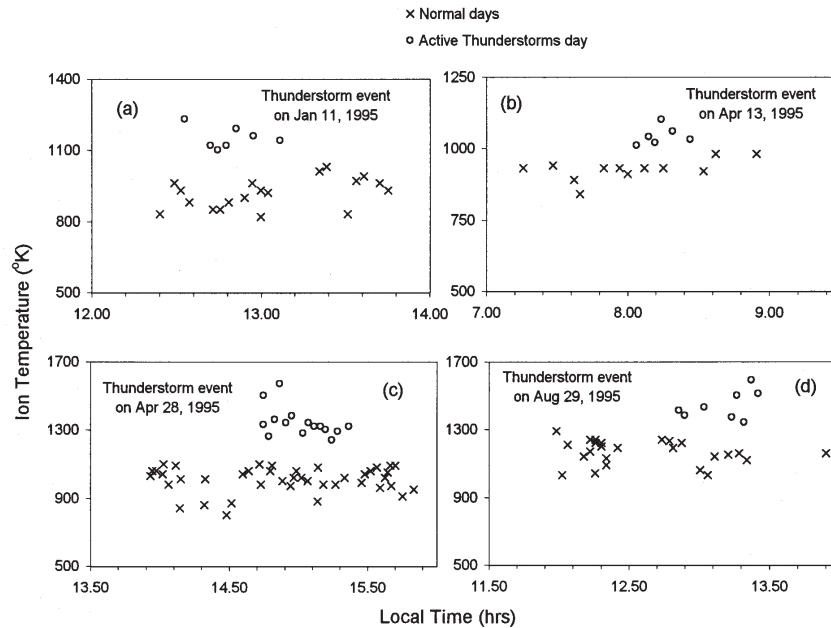 × Normal days
o Active Thunderstorms day
Ion Temperature (°K)
1400
1100
800
500
(a)
Thunderstorm event
on Jan 11, 1995
12.00 13.00 14.00
1250
1000
750
500
(b)
Thunderstorm event
on Apr 13, 1995
7.00 8.00 9.00
1700
1300
900
500
Thunderstorm event
on Apr 28, 1995
(c)
13.50 14.50 15.50
1700
1300
900
500
Thunderstorm event
on Aug 29, 1995
(d)
11.50 12.50 13.50
Local Time (hrs)